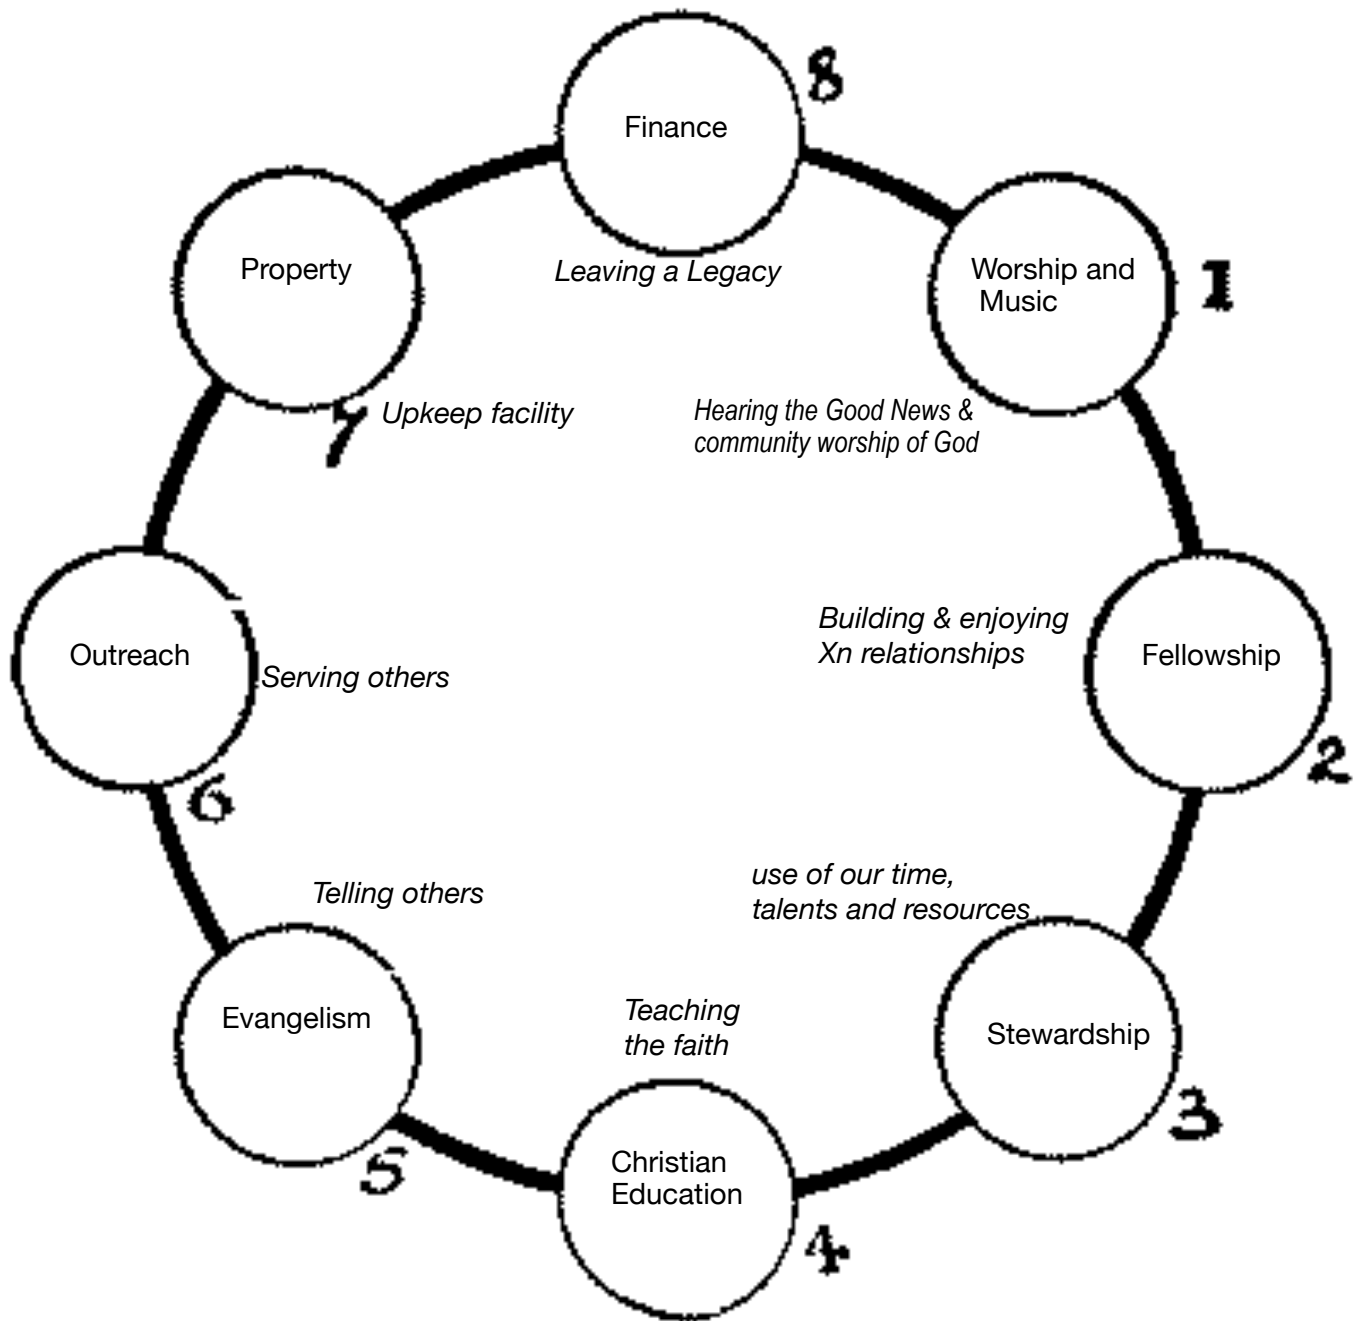 8
Finance
Leaving a Legacy
Worship and
Music
1
Hearing the Good News &
community worship of God
Fellowship
2
Building & enjoying
Xn relationships
Stewardship
3
use of our time,
talents and resources
Christian
Education
4
Teaching
the faith
Evangelism
5
Telling others
Outreach
6
Serving others
Property
7
Upkeep facility